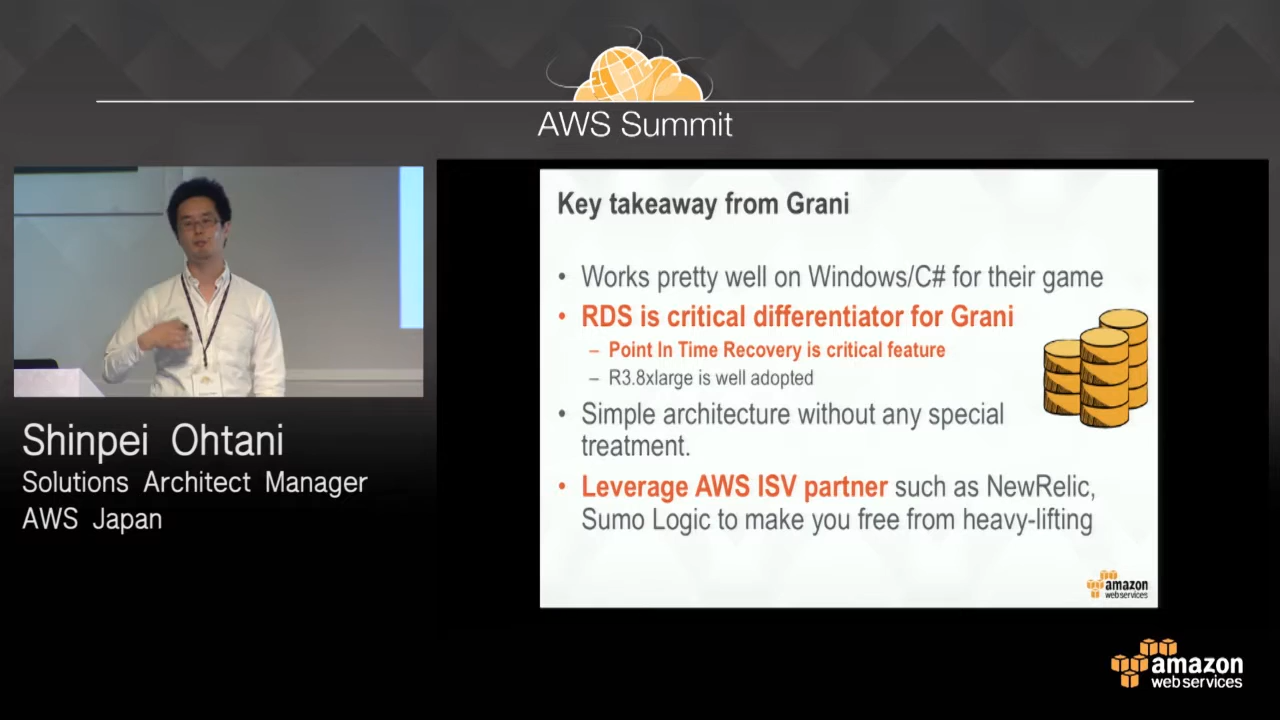 AWS Summit
Key takeaway from Grani
• Works pretty well on Windows/C# for their game
• RDS is critical differentiator for Grani
– Point In Time Recovery is critical feature
– R3.8xlarge is well adopted
• Simple architecture without any special
treatment.
• Leverage AWS ISV partner such as NewRelic,
Sumo Logic to make you free from heavy-lifting
amazon
web services
Shinpei Ohtani
Solutions Architect Manager
AWS Japan
amazon
web services